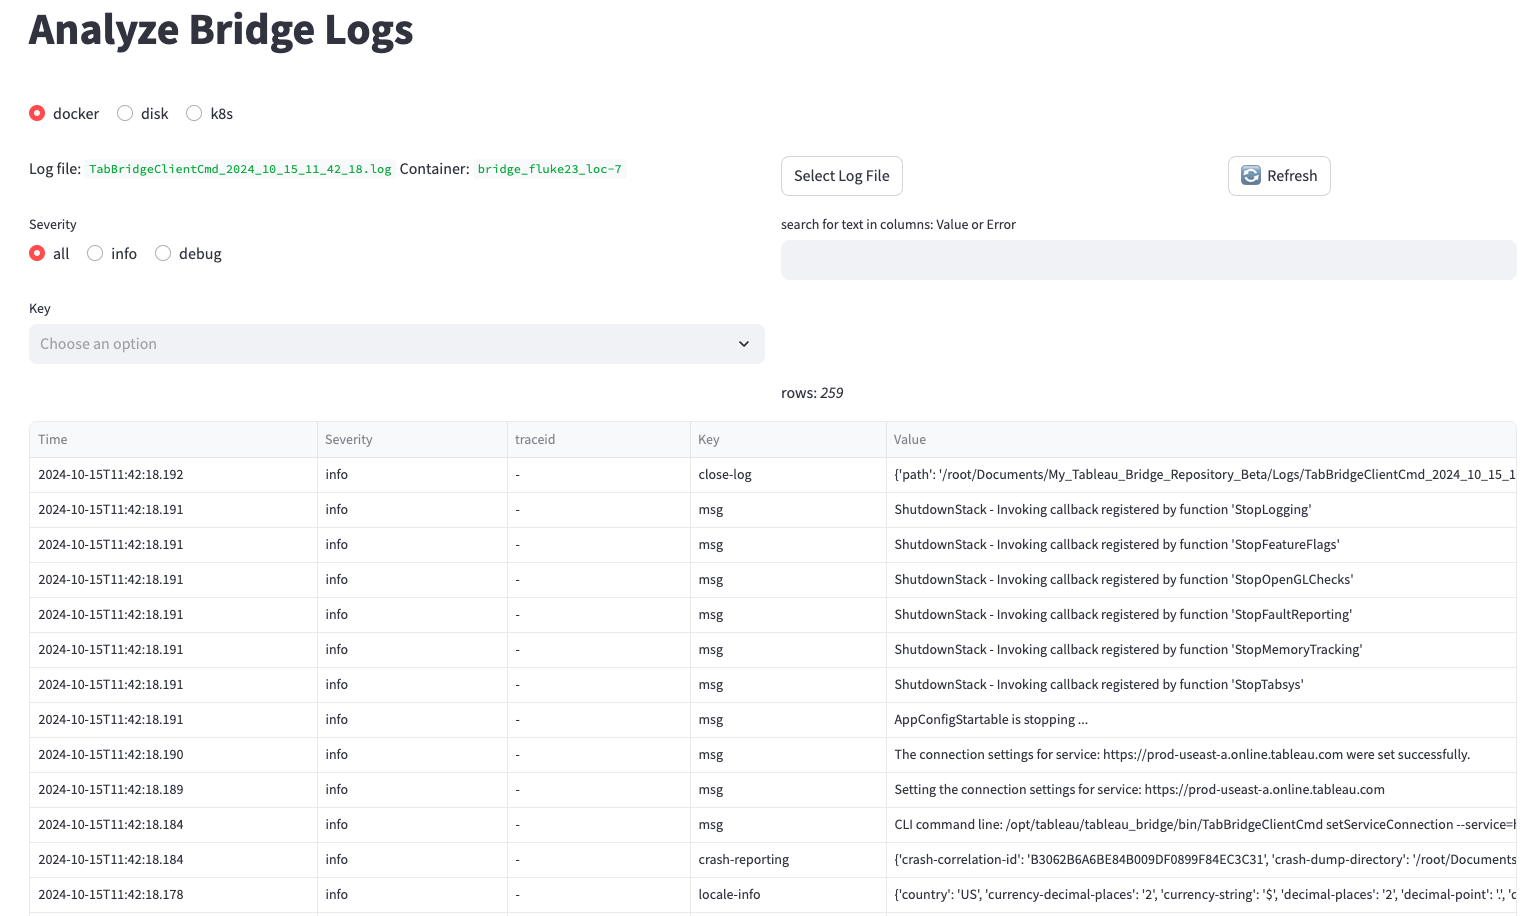 Analyze Bridge Logs
docker disk k8s
Log file: TabBridgeClientCmd_2024_10_15_11_42_18.log Container: bridge_fluke23_loc-7
Select Log File
Refresh
Severity
all info debug
search for text in columns: Value or Error
Key
Choose an option
rows: 259
Time Severity traceid Key Value
2024-10-15T11:42:18.192 info - close-log {'path': '/root/Documents/My_Tableau_Bridge_Repository_Beta/Logs/TabBridgeClientCmd_2024_10_15_1
2024-10-15T11:42:18.191 info - msg ShutdownStack - Invoking callback registered by function 'StopLogging'
2024-10-15T11:42:18.191 info - msg ShutdownStack - Invoking callback registered by function 'StopFeatureFlags'
2024-10-15T11:42:18.191 info - msg ShutdownStack - Invoking callback registered by function 'StopOpenGLChecks'
2024-10-15T11:42:18.191 info - msg ShutdownStack - Invoking callback registered by function 'StopFaultReporting'
2024-10-15T11:42:18.191 info - msg ShutdownStack - Invoking callback registered by function 'StopMemoryTracking'
2024-10-15T11:42:18.191 info - msg ShutdownStack - Invoking callback registered by function 'StopTabsys'
2024-10-15T11:42:18.191 info - msg AppConfigStartable is stopping ...
2024-10-15T11:42:18.190 info - msg The connection settings for service: https://prod-useast-a.online.tableau.com were set successfully.
2024-10-15T11:42:18.189 info - msg Setting the connection settings for service: https://prod-useast-a.online.tableau.com
2024-10-15T11:42:18.184 info - msg CLI command line: /opt/tableau/tableau_bridge/bin/TabBridgeClientCmd setServiceConnection --service=h
2024-10-15T11:42:18.184 info - crash-reporting {'crash-correlation-id': 'B3062B6A6BE84B009DF0899F84EC3C31', 'crash-dump-directory': '/root/Documents
2024-10-15T11:42:18.178 info - locale-info {'country': 'US', 'currency-decimal-places': '2', 'currency-string': '$', 'decimal-places': '2', 'decimal-point': '.', 'c